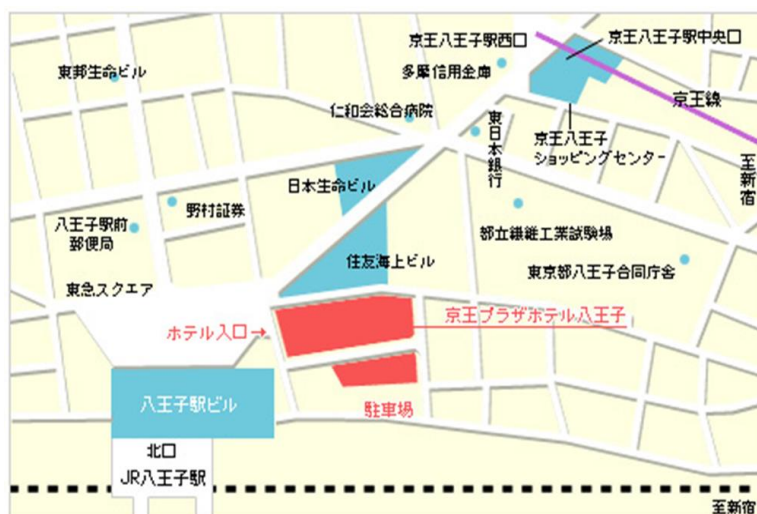 京王八王子駅西口
京王八王子駅中央口
東邦生命ビル
多摩信用金庫
京王線
仁和会総合病院
東日本銀行
京王八王子
ショッピングセンター
至新宿
日本生命ビル
野村証券
八王子駅前
郵便局
都立繊維工業試験場
住友海上ビル
東京都八王子合同庁舎
東急スクエア
ホテル入口→
京王プラザホテル八王子
八王子駅ビル
駐車場
北口
JR八王子駅
至新宿